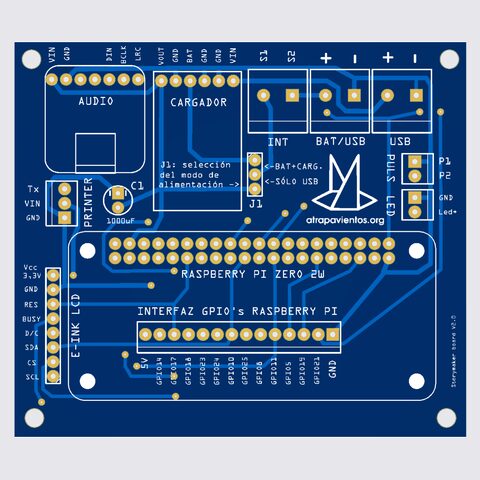 VIN
GND
DIN
BCLK
LRC
VOUT
GND
BAT
GND
GND
VIN
S1
S2
+
-
+
-
AUDIO
CARGADOR
INT
BAT/USB
USB
J1: selección
del modo de
alimentación ->
<-BAT+CARG.
<-SÓLO USB
J1
PULS
P1
P2
LED
GND
Led+
Tx
VIN
GND
PRINTER
C1
1000uF
atrapavientos.org
RASPBERRY PI ZERO 2W
Vcc
3,3V
GND
RES
BUSY
D/C
SDA
CS
SCL
E-INK LCD
INTERFAZ GPIO's RASPBERRY PI
5V
GPIO14
GPIO17
GPIO18
GPIO23
GPIO24
GPIO10
GPIO25
GPIO8
GPIO11
GPIO5
GPIO19
GPIO21
GND
Storymaker board v2.0